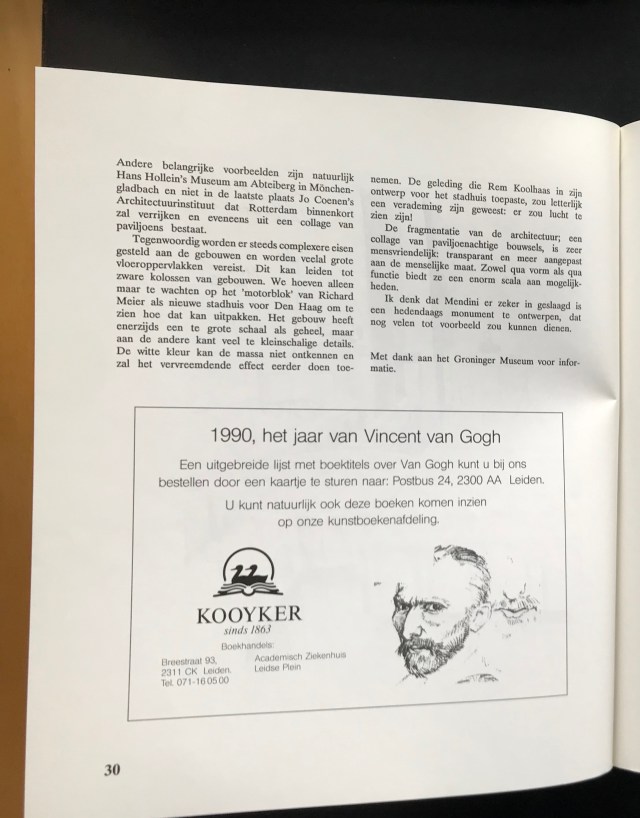 Andere belangrijke voorbeelden zijn natuurlijk
Hans Hollein's Museum am Abteiberg in Mönchen-
gladbach en niet in de laatste plaats Jo Coenen's
Architectuurinstituut dat Rotterdam binnenkort
zal verrijken en eveneens uit een collage van
paviljoens bestaat.
Tegenwoordig worden er steeds complexere eisen
gesteld aan de gebouwen en worden veelal grote
vloeroppervlakken vereist. Dit kan leiden tot
zware kolossen van gebouwen. We hoeven alleen
maar te wachten op het 'motorblok' van Richard
Meier als nieuwe stadhuis voor Den Haag om te
zien hoe dat kan uitpakken. Het gebouw heeft
enerzijds een te grote schaal als geheel, maar
aan de andere kant veel te kleinschalige details.
De witte kleur kan de massa niet ontkennen en
zal het vervreemdende effect eerder doen toe-
nemen. De geleding die Rem Koolhaas in zijn
ontwerp voor het stadhuis toepaste, zou letterlijk
een verademing zijn geweest: er zou lucht te
zien zijn!
De fragmentatie van de architectuur; een
collage van paviljoenachtige bouwsels, is zeer
mensvriendelijk: transparant en meer aangepast
aan de menselijke maat. Zowel qua vorm als qua
functie biedt ze een enorm scala aan mogelijk-
heden.
Ik denk dat Mendini er zeker in geslaagd is
een hedendaags monument te ontwerpen, dat
nog velen tot voorbeeld zou kunnen dienen.
Met dank aan het Groninger Museum voor infor-
matie.
1990, het jaar van Vincent van Gogh
Een uitgebreide lijst met boektitels over Van Gogh kunt u bij ons
bestellen door een kaartje te sturen naar: Postbus 24, 2300 AA Leiden.
U kunt natuurlijk ook deze boeken komen inzien
op onze kunstboekenafdeling.
KOOYKER
sinds 1863
Boekhandels:
Breestraat 93,
2311 CK Leiden.
Tel. 071-16 05 00
Academisch Ziekenhuis
Leidse Plein
30